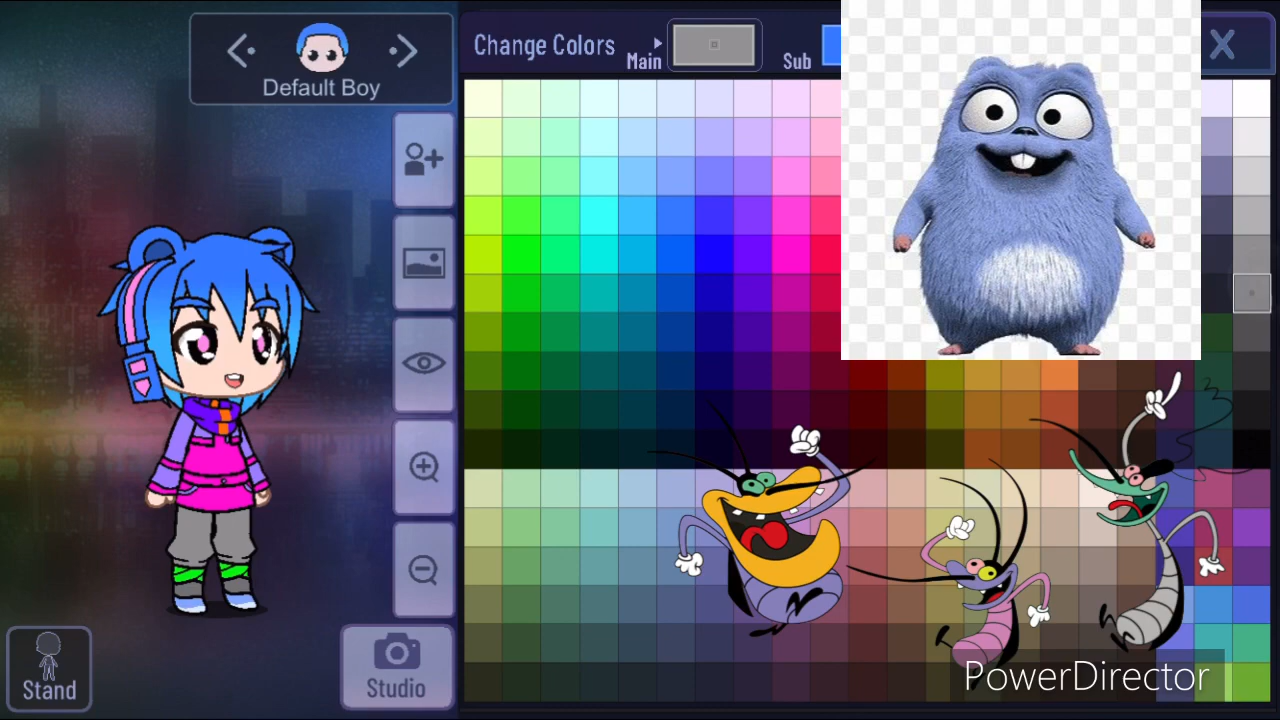 Default Boy
Change Colors
Main
Sub
X
Stand
Studio
PowerDirector